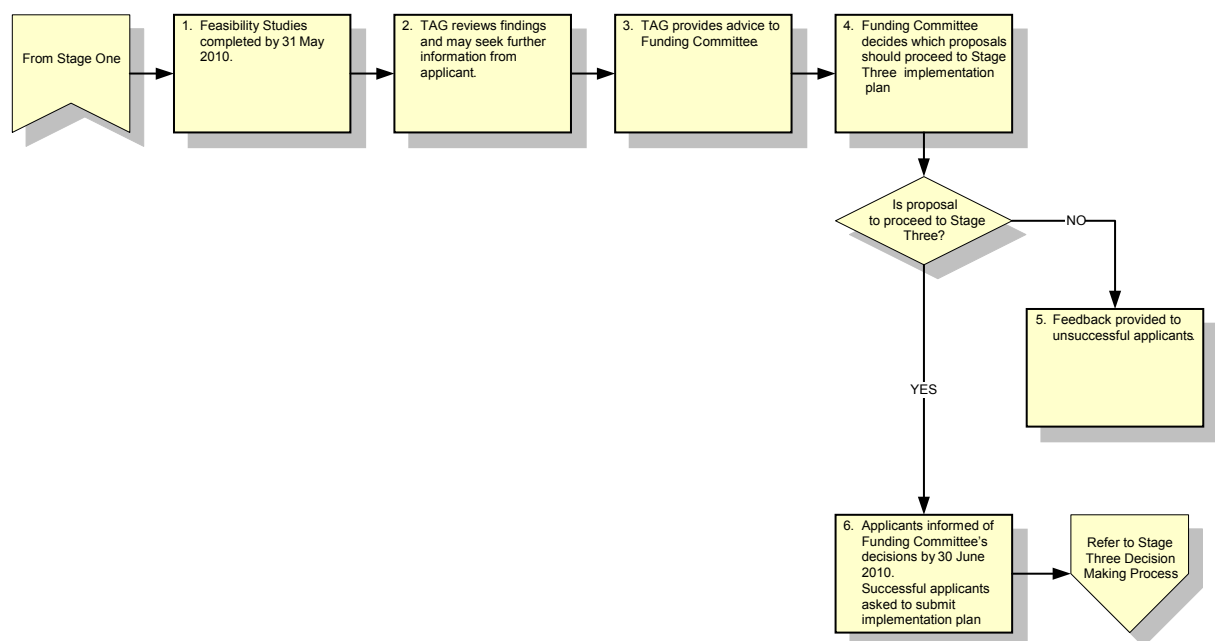 From Stage One
1. Feasibility Studies
completed by 31 May
2010.
2. TAG reviews findings
and may seek further
information from
applicant.
3. TAG provides advice to
Funding Committee.
4. Funding Committee
decides which proposals
should proceed to Stage
Three implementation
plan
Is proposal
to proceed to Stage
Three?
NO
5. Feedback provided to
unsuccessful applicants.
YES
6. Applicants informed of
Funding Committee's
decisions by 30 June
2010.
Successful applicants
asked to submit
implementation plan
Refer to Stage
Three Decision
Making Process